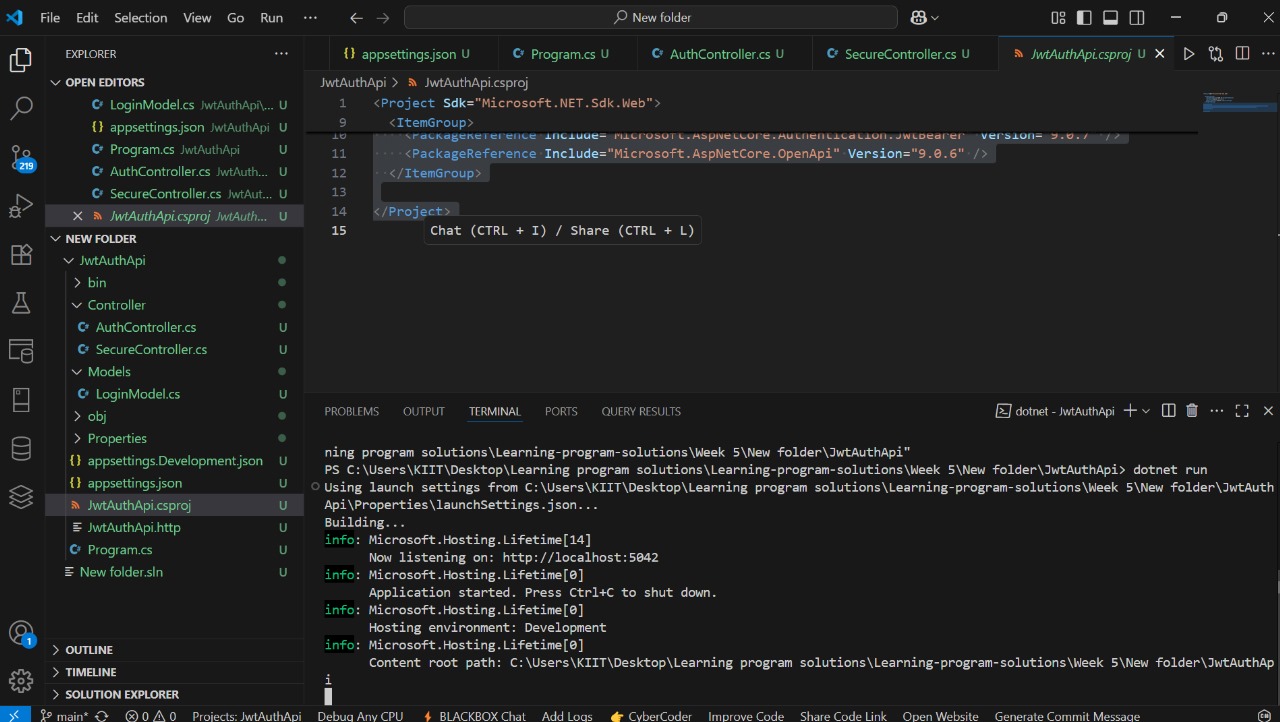 File Edit Selection View Go Run ··· New folder
EXPLORER ···
OPEN EDITORS
LoginModel.cs JwtAuthApi\... U
{} appsettings.json JwtAuthApi U
Program.cs JwtAuthApi U
AuthController.cs JwtAuth... U
SecureController.cs JwtAut... U
JwtAuthApi.csproj JwtAuth... U
NEW FOLDER
JwtAuthApi
bin
Controller
AuthController.cs U
SecureController.cs U
Models
LoginModel.cs U
obj
Properties
{} appsettings.Development.json U
{} appsettings.json U
JwtAuthApi.csproj U
JwtAuthApi.http U
Program.cs U
New folder.sln U
OUTLINE
TIMELINE
SOLUTION EXPLORER
219
1
{} appsettings.json U Program.cs U AuthController.cs U SecureController.cs U JwtAuthApi.csproj U
JwtAuthApi > JwtAuthApi.csproj
1 <Project Sdk="Microsoft.NET.Sdk.Web">
9 <ItemGroup>
10 <PackageReference Include="Microsoft.AspNetCore.Authentication.JwtBearer" Version="9.0.7" />
11 <PackageReference Include="Microsoft.AspNetCore.OpenApi" Version="9.0.6" />
12 </ItemGroup>
13
14 </Project>
15
Chat (CTRL + I) / Share (CTRL + L)
PROBLEMS OUTPUT TERMINAL PORTS QUERY RESULTS dotnet - JwtAuthApi
ning program solutions\Learning-program-solutions\Week 5\New folder\JwtAuthApi"
PS C:\Users\KIIT\Desktop\Learning program solutions\Learning-program-solutions\Week 5\New folder\JwtAuthApi> dotnet run
Using launch settings from C:\Users\KIIT\Desktop\Learning program solutions\Learning-program-solutions\Week 5\New folder\JwtAuth
Api\Properties\launchSettings.json...
Building...
info: Microsoft.Hosting.Lifetime[14]
Now listening on: http://localhost:5042
info: Microsoft.Hosting.Lifetime[0]
Application started. Press Ctrl+C to shut down.
info: Microsoft.Hosting.Lifetime[0]
Hosting environment: Development
info: Microsoft.Hosting.Lifetime[0]
Content root path: C:\Users\KIIT\Desktop\Learning program solutions\Learning-program-solutions\Week 5\New folder\JwtAuthAp
i
main* 0 0 Projects: JwtAuthApi Debug Any CPU BLACKBOX Chat Add Logs CyberCoder Improve Code Share Code Link Open Website Generate Commit Message